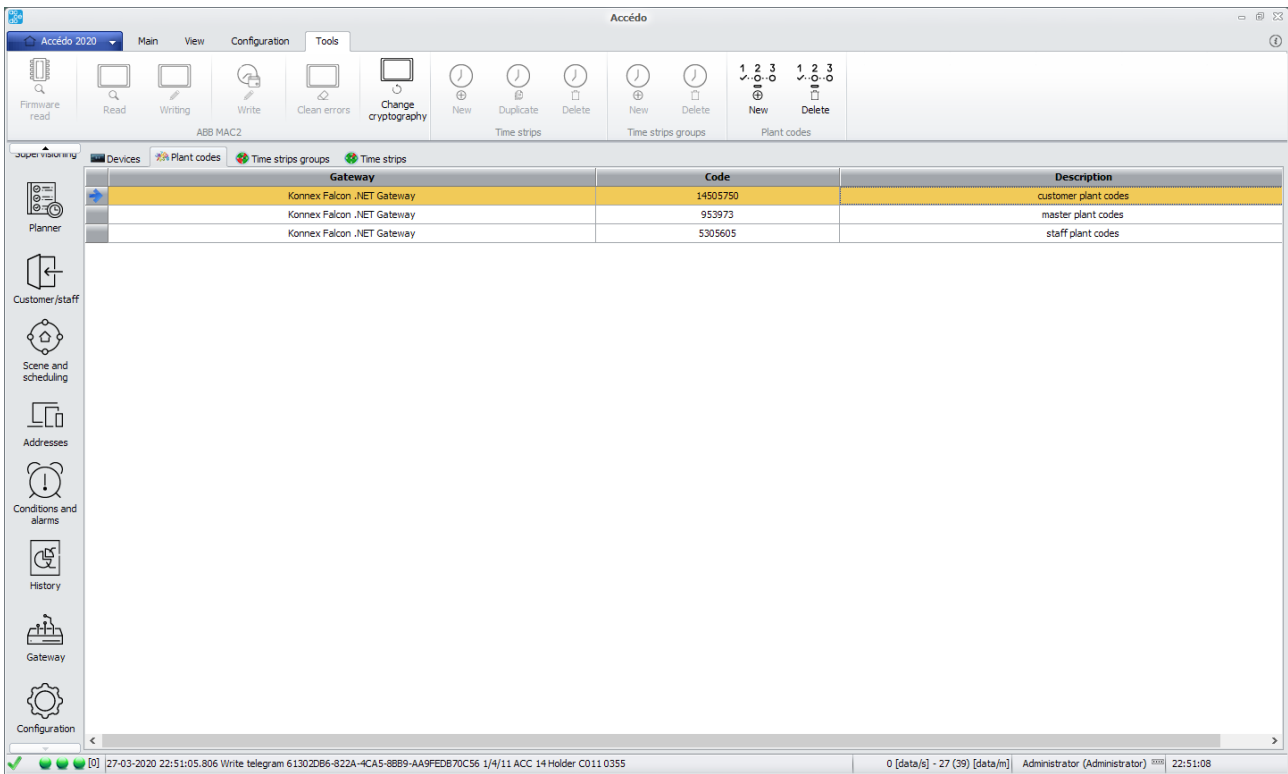 Accédo
Accédo 2020 Main View Configuration Tools
Firmware read
Read Writing Write Clean errors Change cryptography
New Duplicate Delete
New Delete
1 2 3 1 2 3
New Delete
ABB MAC2 Time strips Time strips groups Plant codes
Supervisioning
Devices Plant codes Time strips groups Time strips
Gateway Code Description
Konnex Falcon .NET Gateway 14505750 customer plant codes
Konnex Falcon .NET Gateway 953973 master plant codes
Konnex Falcon .NET Gateway 5305605 staff plant codes
Planner
Customer/staff
Scene and
scheduling
Addresses
Conditions and
alarms
History
Gateway
Configuration
[0] 27-03-2020 22:51:05.806 Write telegram 61302DB6-822A-4CA5-8BB9-AA9FEDB70C56 1/4/11 ACC 14 Holder C011 0355 0 [data/s] - 27 (39) [data/m] Administrator (Administrator) 22:51:08